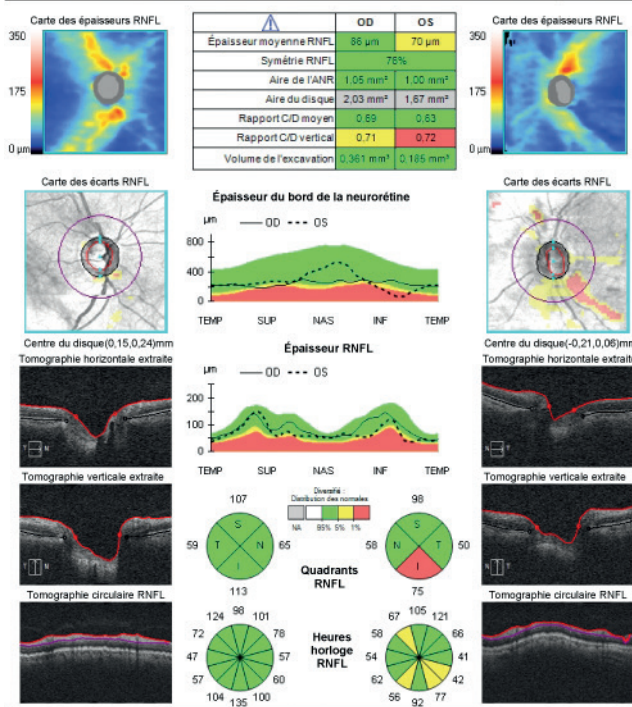 Carte des épaisseurs RNFL
350
175
0 µm
OD OS
Épaisseur moyenne RNFL 86 µm 70 µm
Symétrie RNFL 76%
Aire de l'ANR 1,05 mm² 1,00 mm²
Aire du disque 2,03 mm² 1,67 mm²
Rapport C/D moyen 0,69 0,63
Rapport C/D vertical 0,71 0,72
Volume de l'excavation 0,361 mm³ 0,185 mm³
Carte des épaisseurs RNFL
350
175
0 µm
Carte des écarts RNFL
Centre du disque(0,15,0,24)mm
Épaisseur du bord de la neurorétine
µm OD OS
800
400
0
TEMP SUP NAS INF TEMP
Carte des écarts RNFL
Centre du disque(-0,21,0,06)mm
Tomographie horizontale extraite
T N
Épaisseur RNFL
µm OD OS
200
100
0
TEMP SUP NAS INF TEMP
Tomographie horizontale extraite
N T
Tomographie verticale extraite
I S
Diversifié :
Distribution des normales
NA 95% 5% 1%
107
59 S T N I 65
113
Quadrants
RNFL
98
58 S N T I 50
75
Tomographie verticale extraite
I S
Tomographie circulaire RNFL
98
124 101
72 78
47 57
57 60
104 100
135
Heures
horloge
RNFL
105
67 121
58 66
54 41
62 42
56 77
92
Tomographie circulaire RNFL